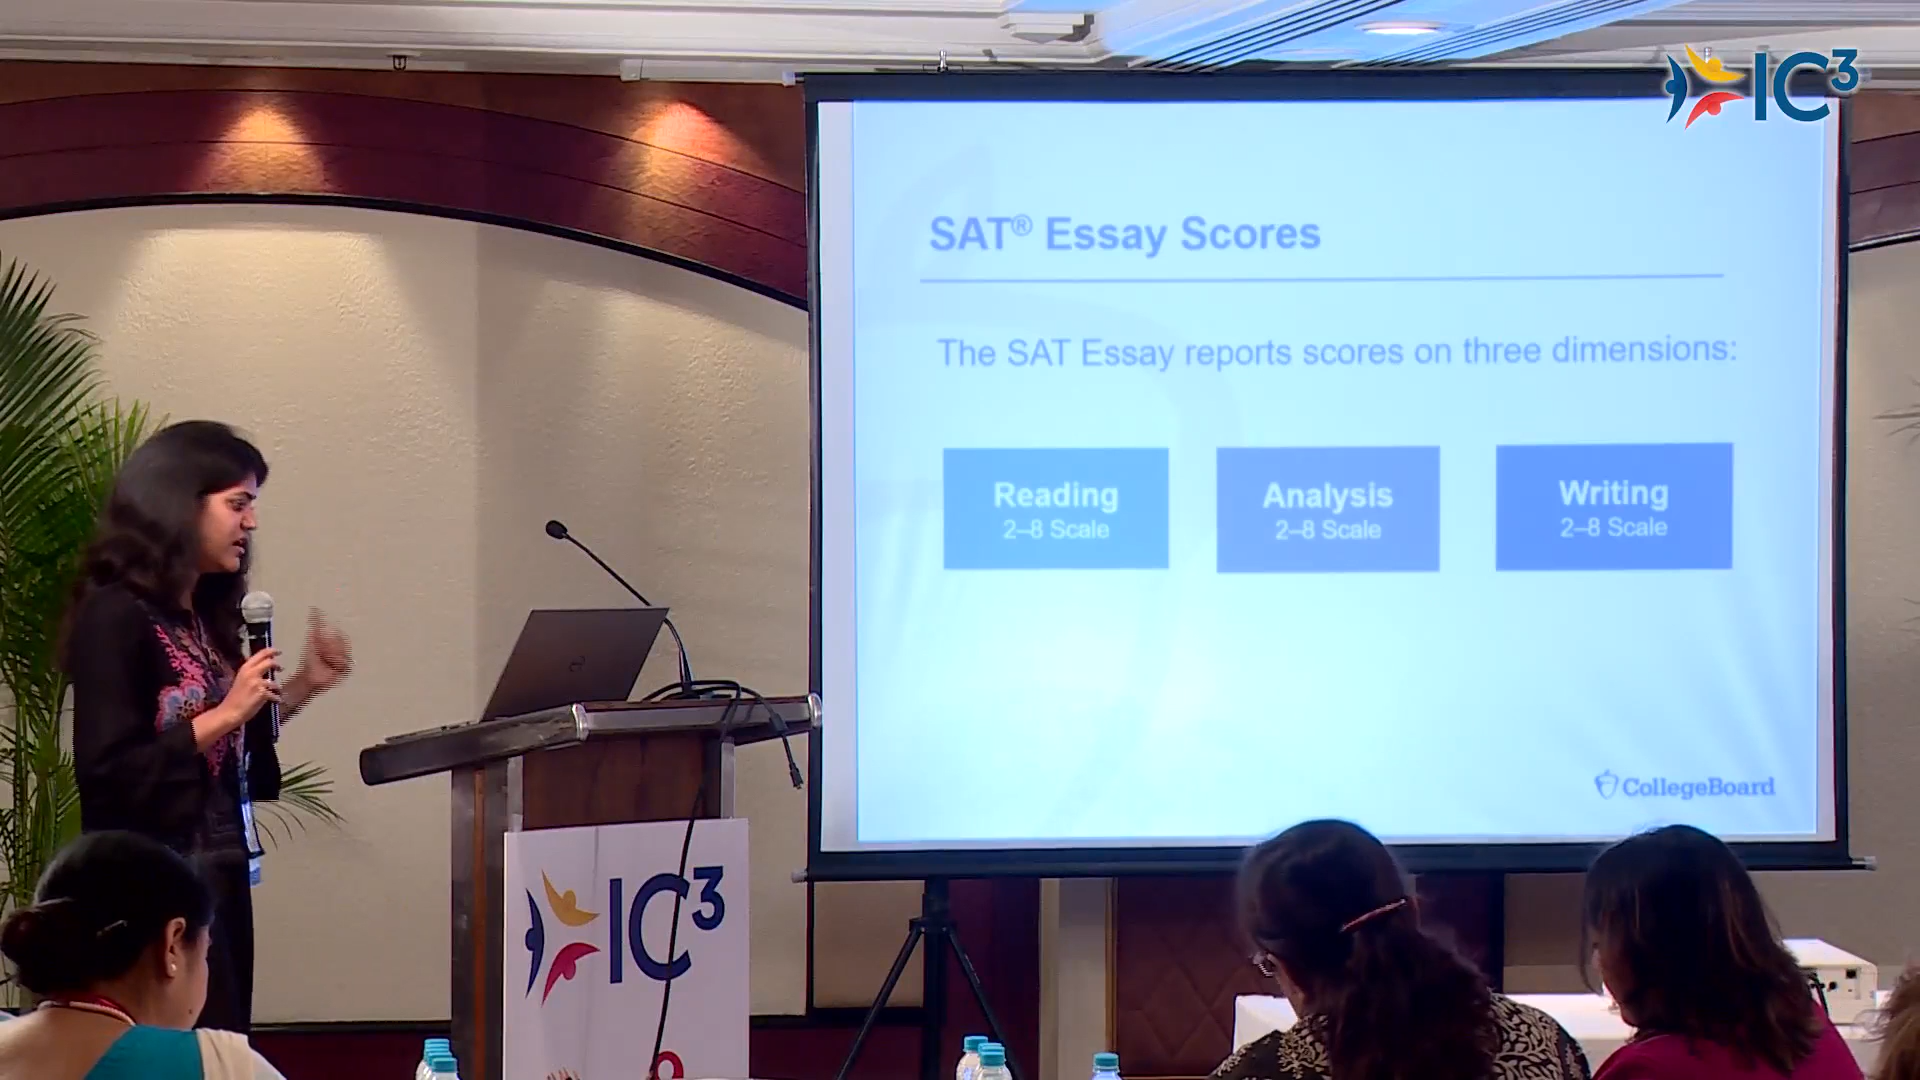 IC³
SAT® Essay Scores
The SAT Essay reports scores on three dimensions:
Reading
2–8 Scale
Analysis
2–8 Scale
Writing
2–8 Scale
CollegeBoard
IC³